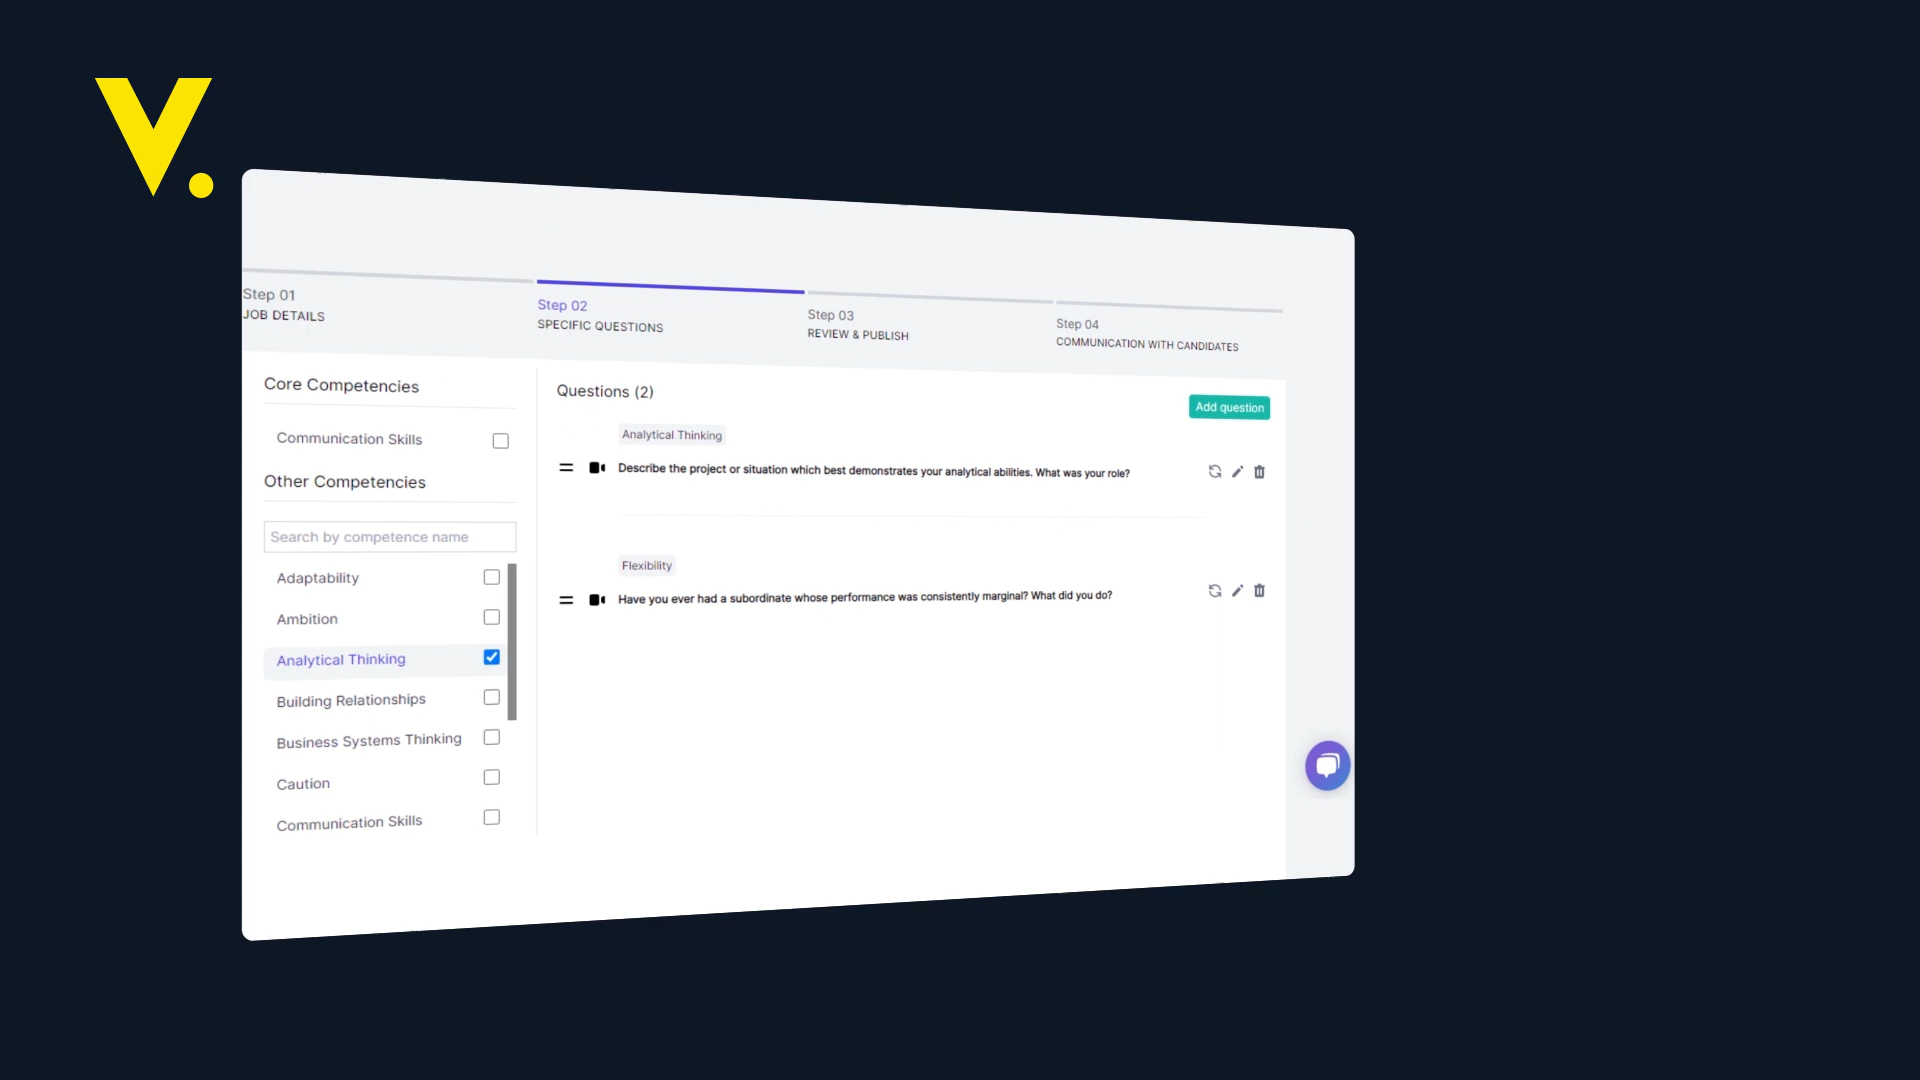 V.
Step 01
JOB DETAILS
Step 02
SPECIFIC QUESTIONS
Step 03
REVIEW & PUBLISH
Step 04
COMMUNICATION WITH CANDIDATES
Core Competencies
Communication Skills
Other Competencies
Search by competence name
Adaptability
Ambition
Analytical Thinking
Building Relationships
Business Systems Thinking
Caution
Communication Skills
Questions (2)
Add question
Analytical Thinking
Describe the project or situation which best demonstrates your analytical abilities. What was your role?
Flexibility
Have you ever had a subordinate whose performance was consistently marginal? What did you do?